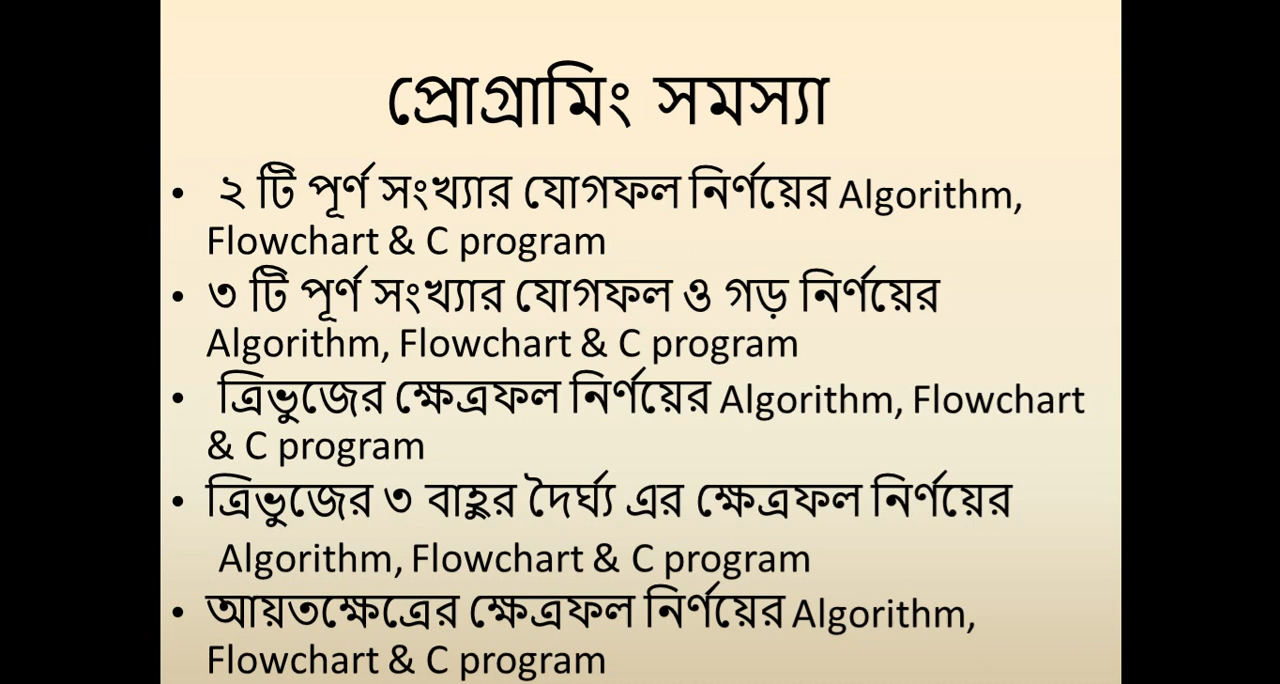 প্রোগ্রামিং সমস্যা
• ২ টি পূর্ণ সংখ্যার যোগফল নির্ণয়ের Algorithm,
Flowchart & C program
• ৩ টি পূর্ণ সংখ্যার যোগফল ও গড় নির্ণয়ের
Algorithm, Flowchart & C program
• ত্রিভুজের ক্ষেত্রফল নির্ণয়ের Algorithm, Flowchart
& C program
• ত্রিভুজের ৩ বাহুর দৈর্ঘ্য এর ক্ষেত্রফল নির্ণয়ের
Algorithm, Flowchart & C program
• আয়তক্ষেত্রের ক্ষেত্রফল নির্ণয়ের Algorithm,
Flowchart & C program